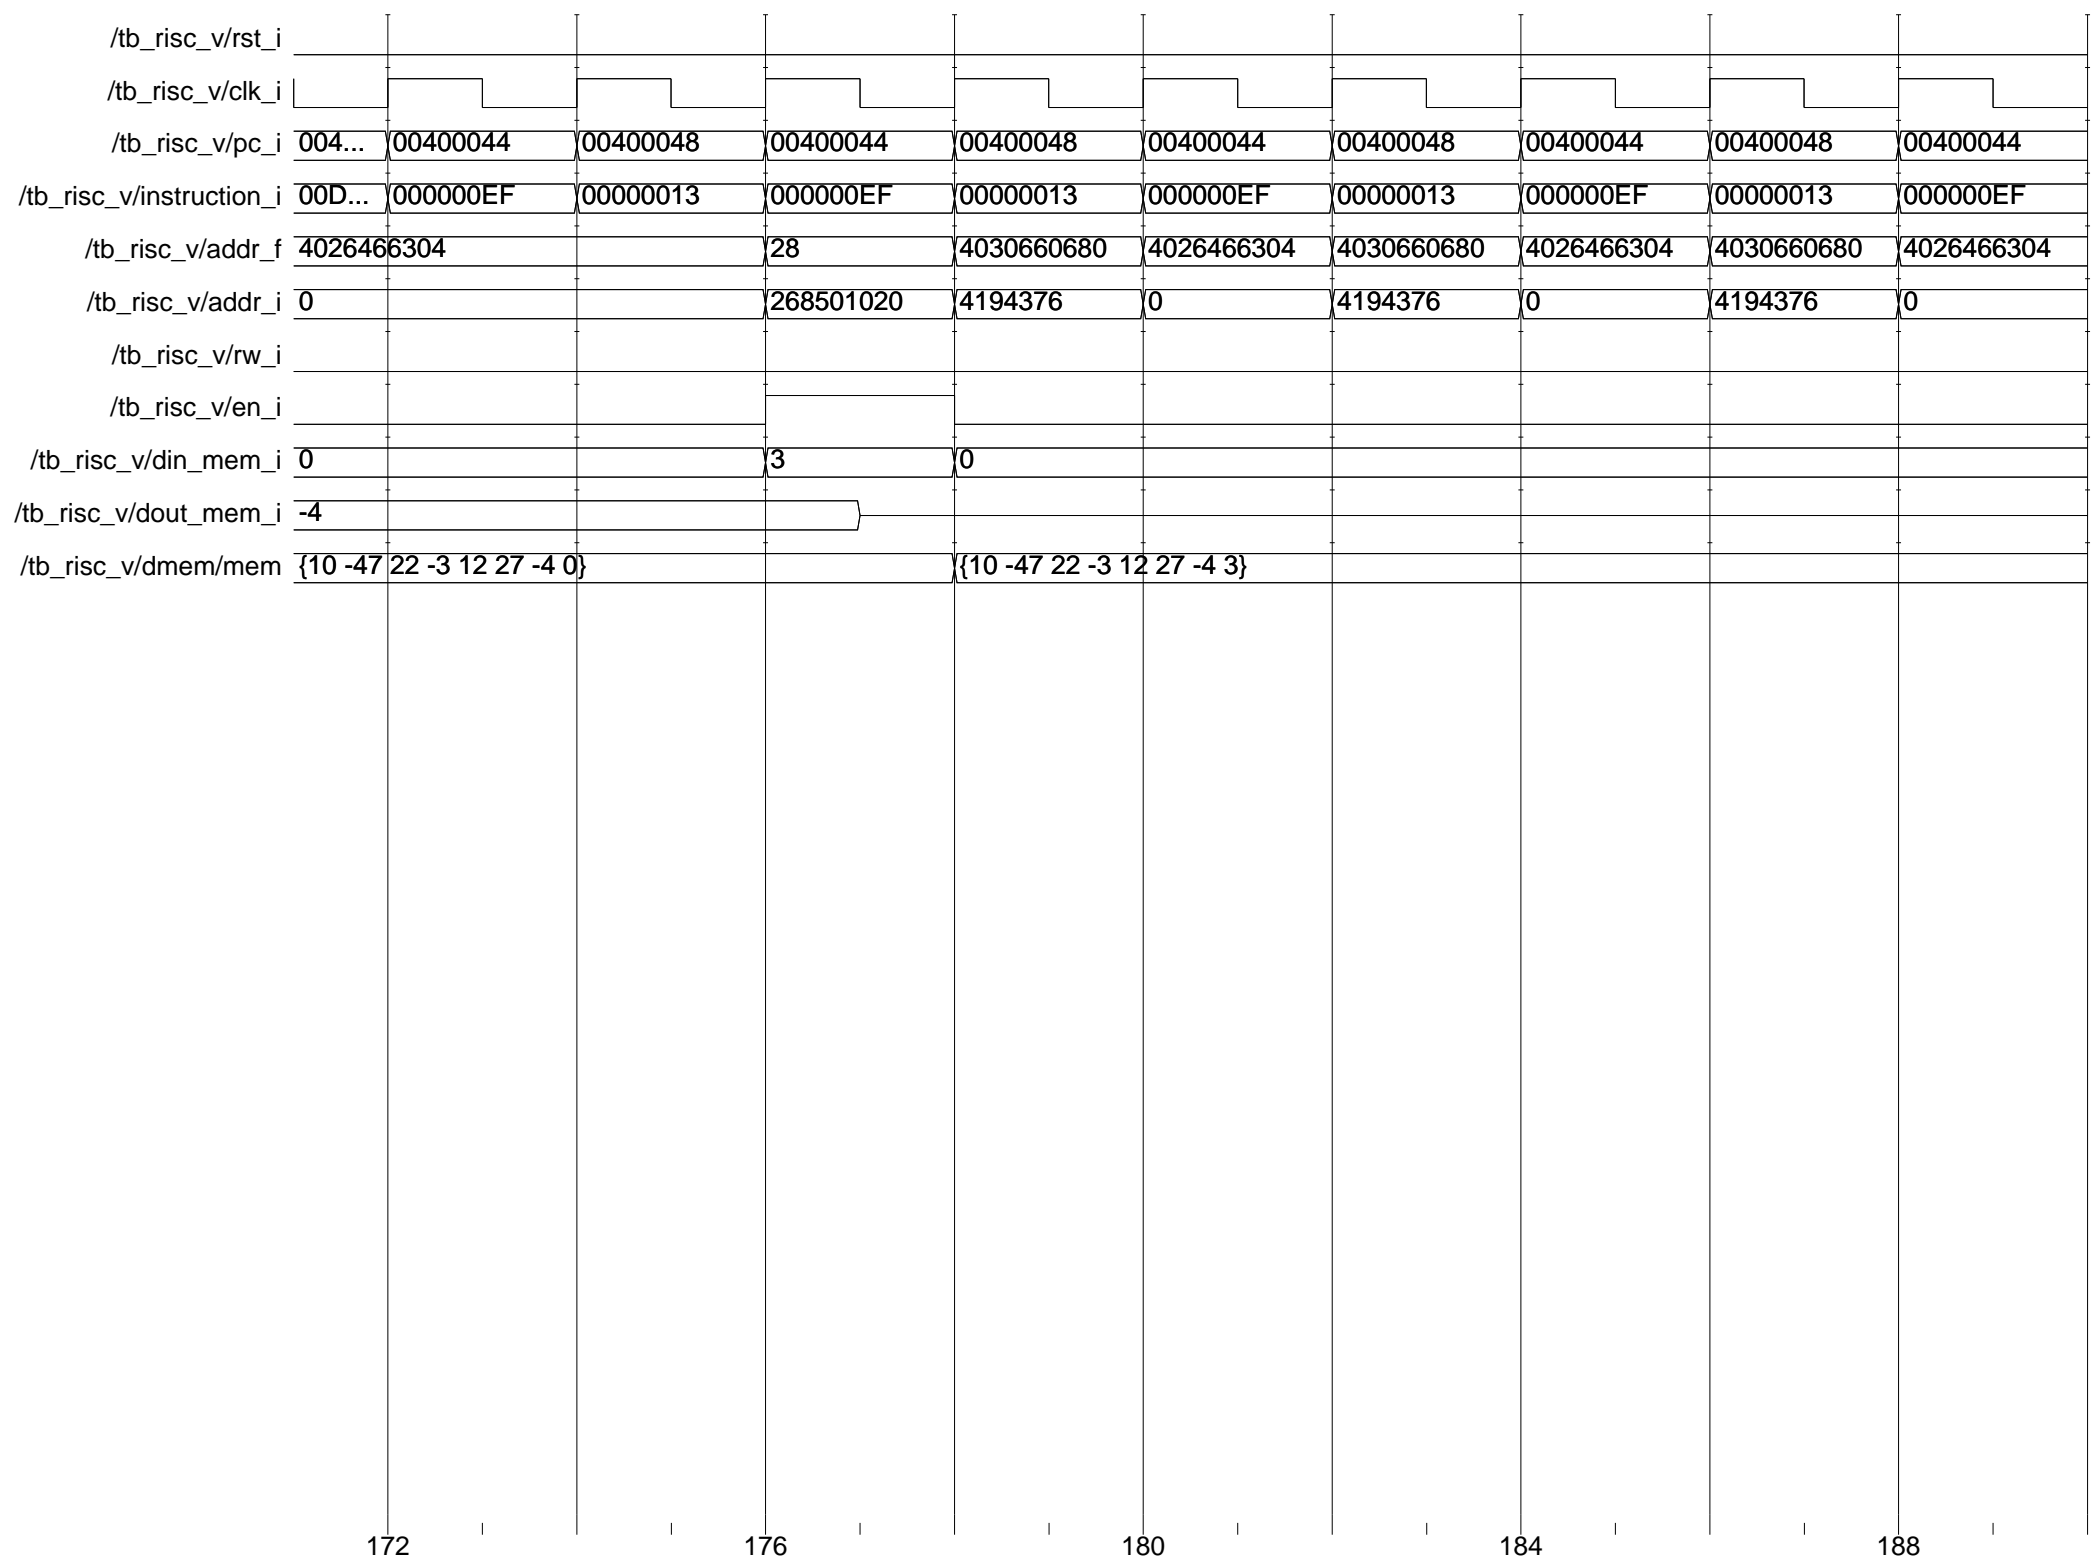 /tb_risc_v/rst_i
/tb_risc_v/clk_i
/tb_risc_v/pc_i 004... 00400044 00400048 00400044 00400048 00400044 00400048 00400044 00400048 00400044
/tb_risc_v/instruction_i 00D... 000000EF 00000013 000000EF 00000013 000000EF 00000013 000000EF 00000013 000000EF
/tb_risc_v/addr_f 4026466304 28 4030660680 4026466304 4030660680 4026466304 4030660680 4026466304
/tb_risc_v/addr_i 0 268501020 4194376 0 4194376 0 4194376 0
/tb_risc_v/rw_i
/tb_risc_v/en_i
/tb_risc_v/din_mem_i 0 3 0
/tb_risc_v/dout_mem_i -4
/tb_risc_v/dmem/mem {10 -47 22 -3 12 27 -4 0} {10 -47 22 -3 12 27 -4 3}
172 176 180 184 188